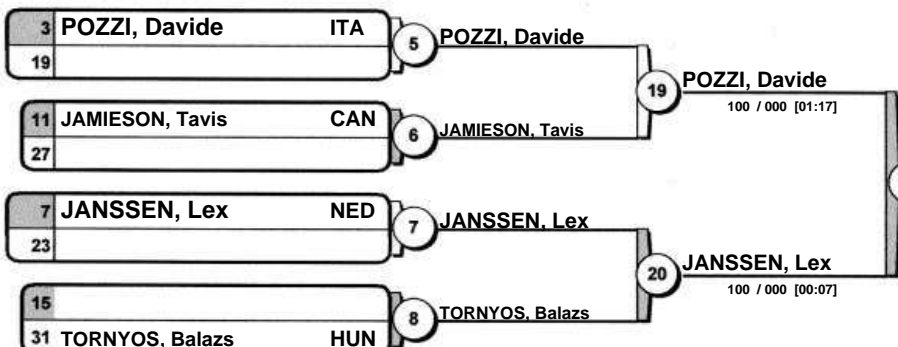 3 POZZI, Davide ITA
19
5
POZZI, Davide
11 JAMIESON, Tavis CAN
27
6
JAMIESON, Tavis
19
POZZI, Davide
100 / 000 [01:17]
7 JANSSEN, Lex NED
23
7
JANSSEN, Lex
15
31 TORNYOS, Balazs HUN
8
TORNYOS, Balazs
20
JANSSEN, Lex
100 / 000 [00:07]